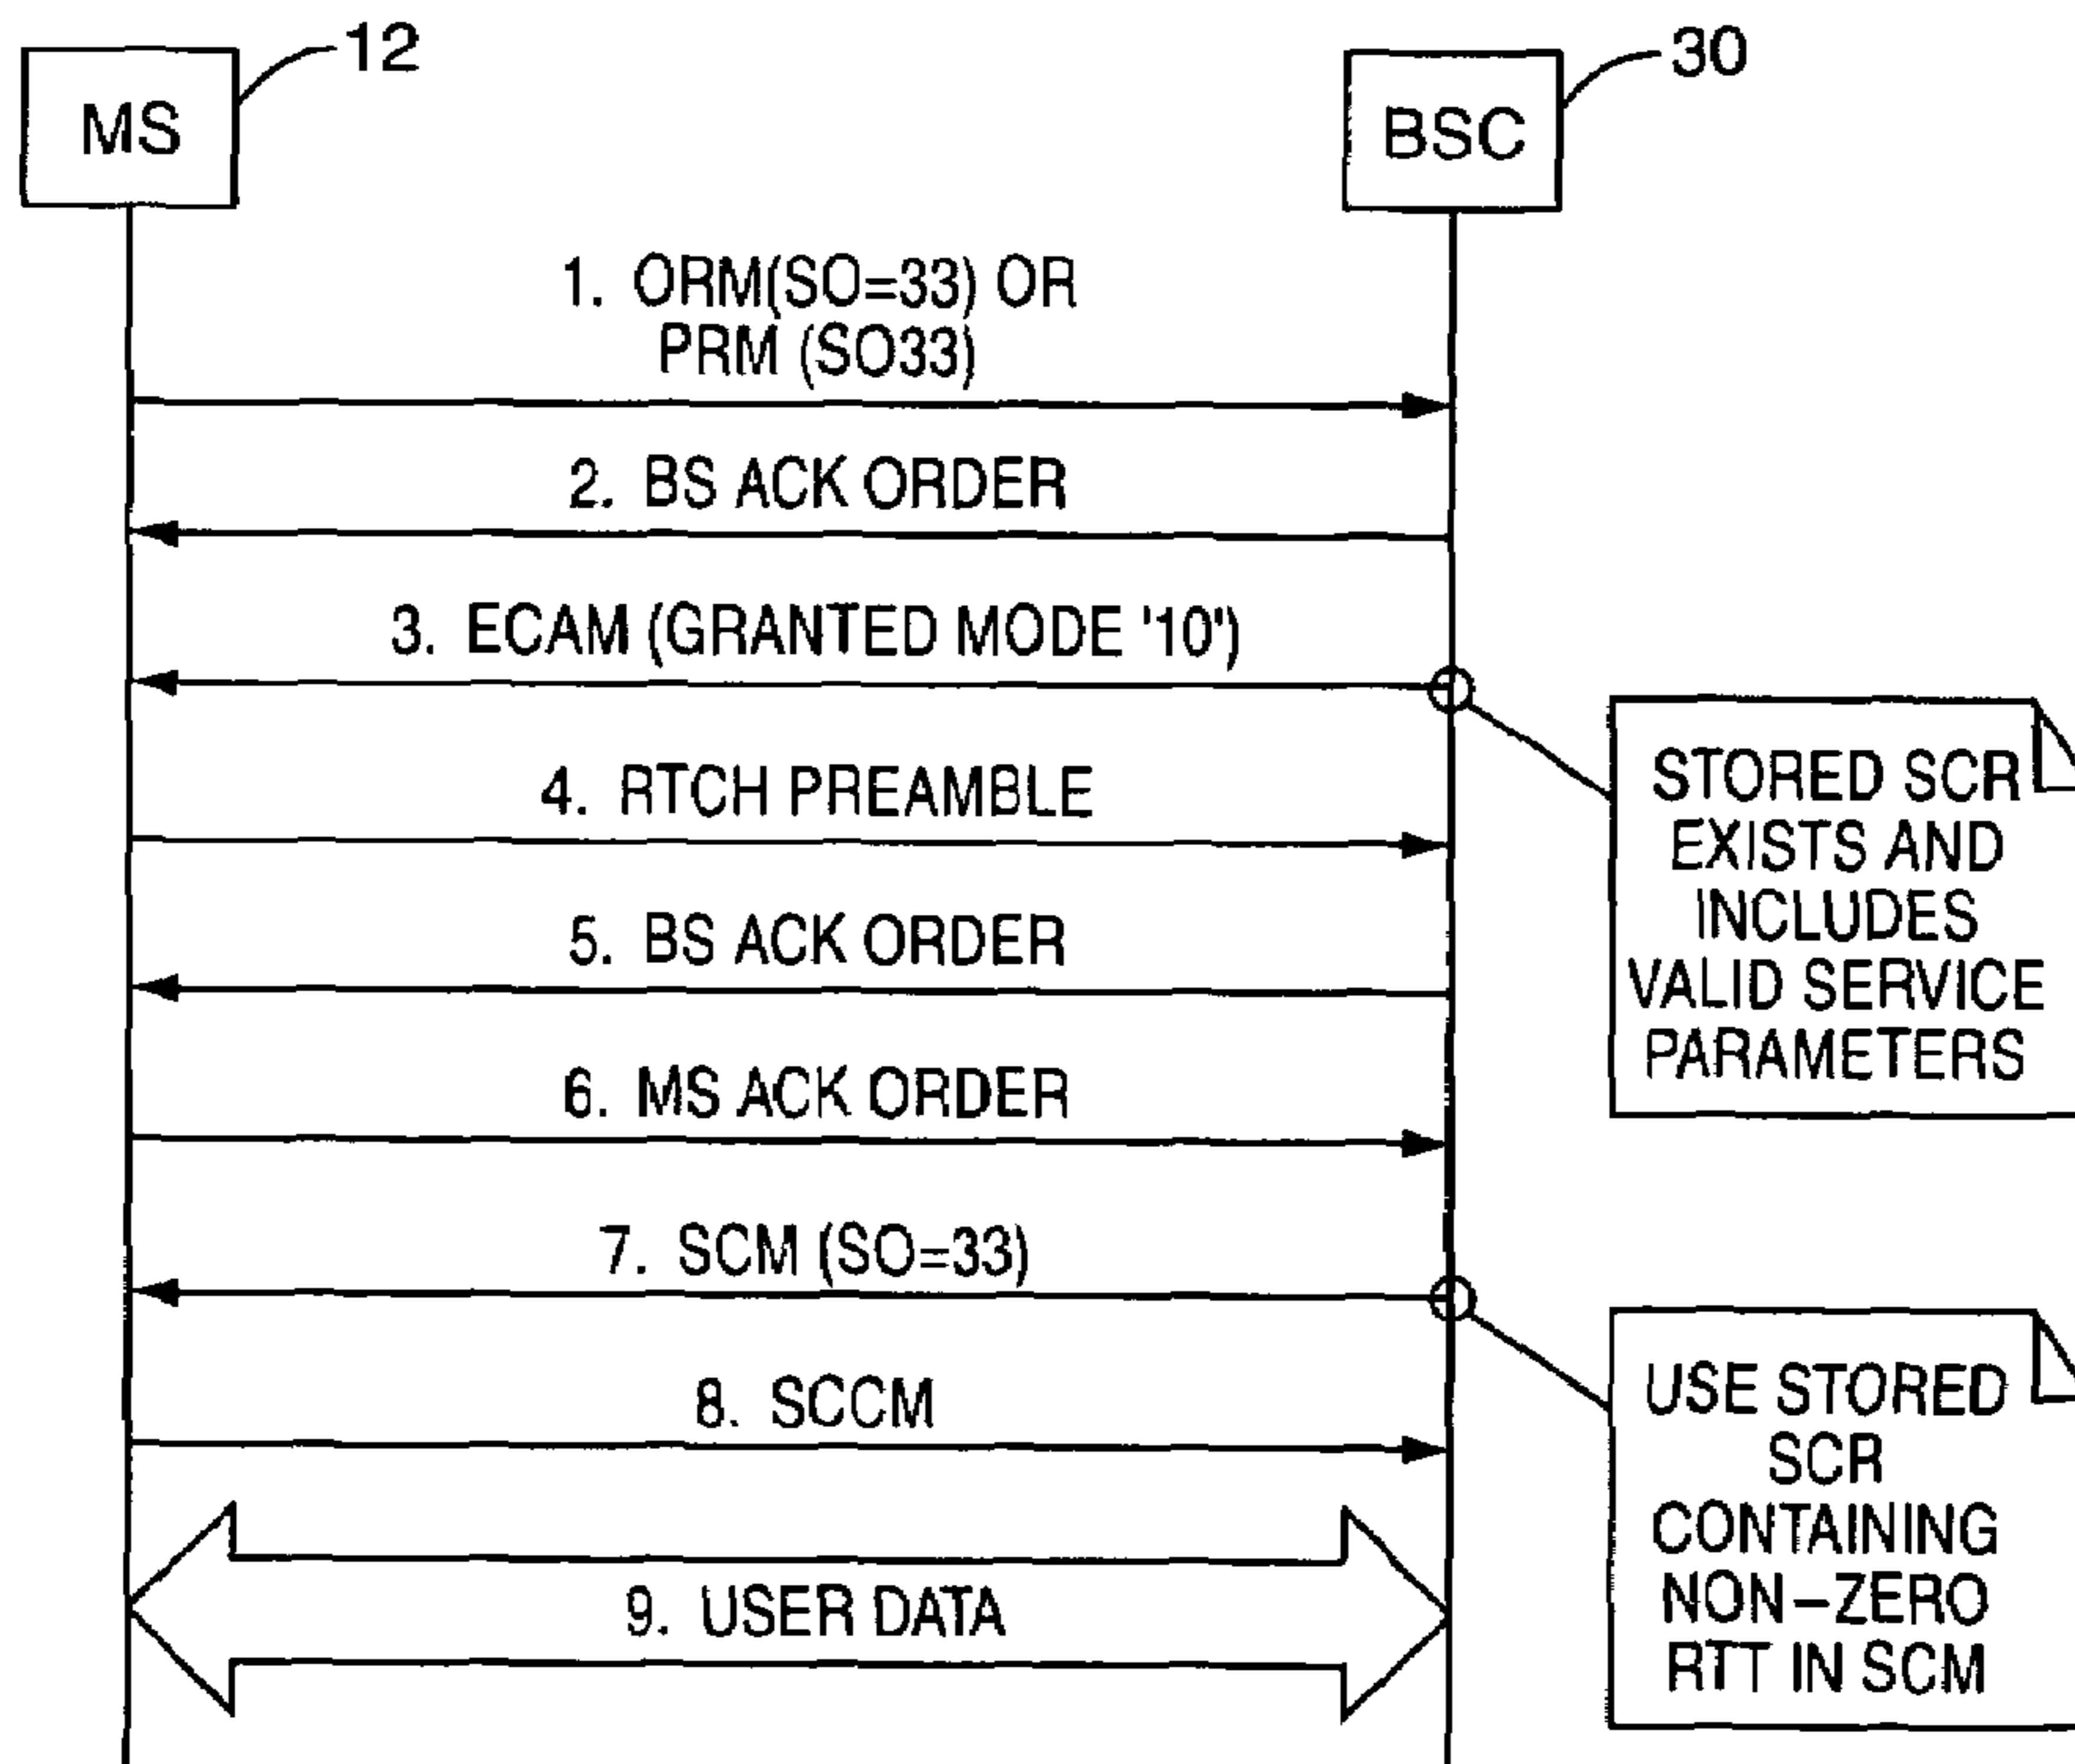 12
30
MS
BSC
1. ORM(SO=33) OR
PRM (SO33)
2. BS ACK ORDER
3. ECAM (GRANTED MODE '10')
4. RTCH PREAMBLE
STORED SCR
EXISTS AND
INCLUDES
VALID SERVICE
PARAMETERS
5. BS ACK ORDER
6. MS ACK ORDER
7. SCM (SO=33)
8. SCCM
USE STORED
SCR
CONTAINING
NON-ZERO
RTT IN SCM
9. USER DATA